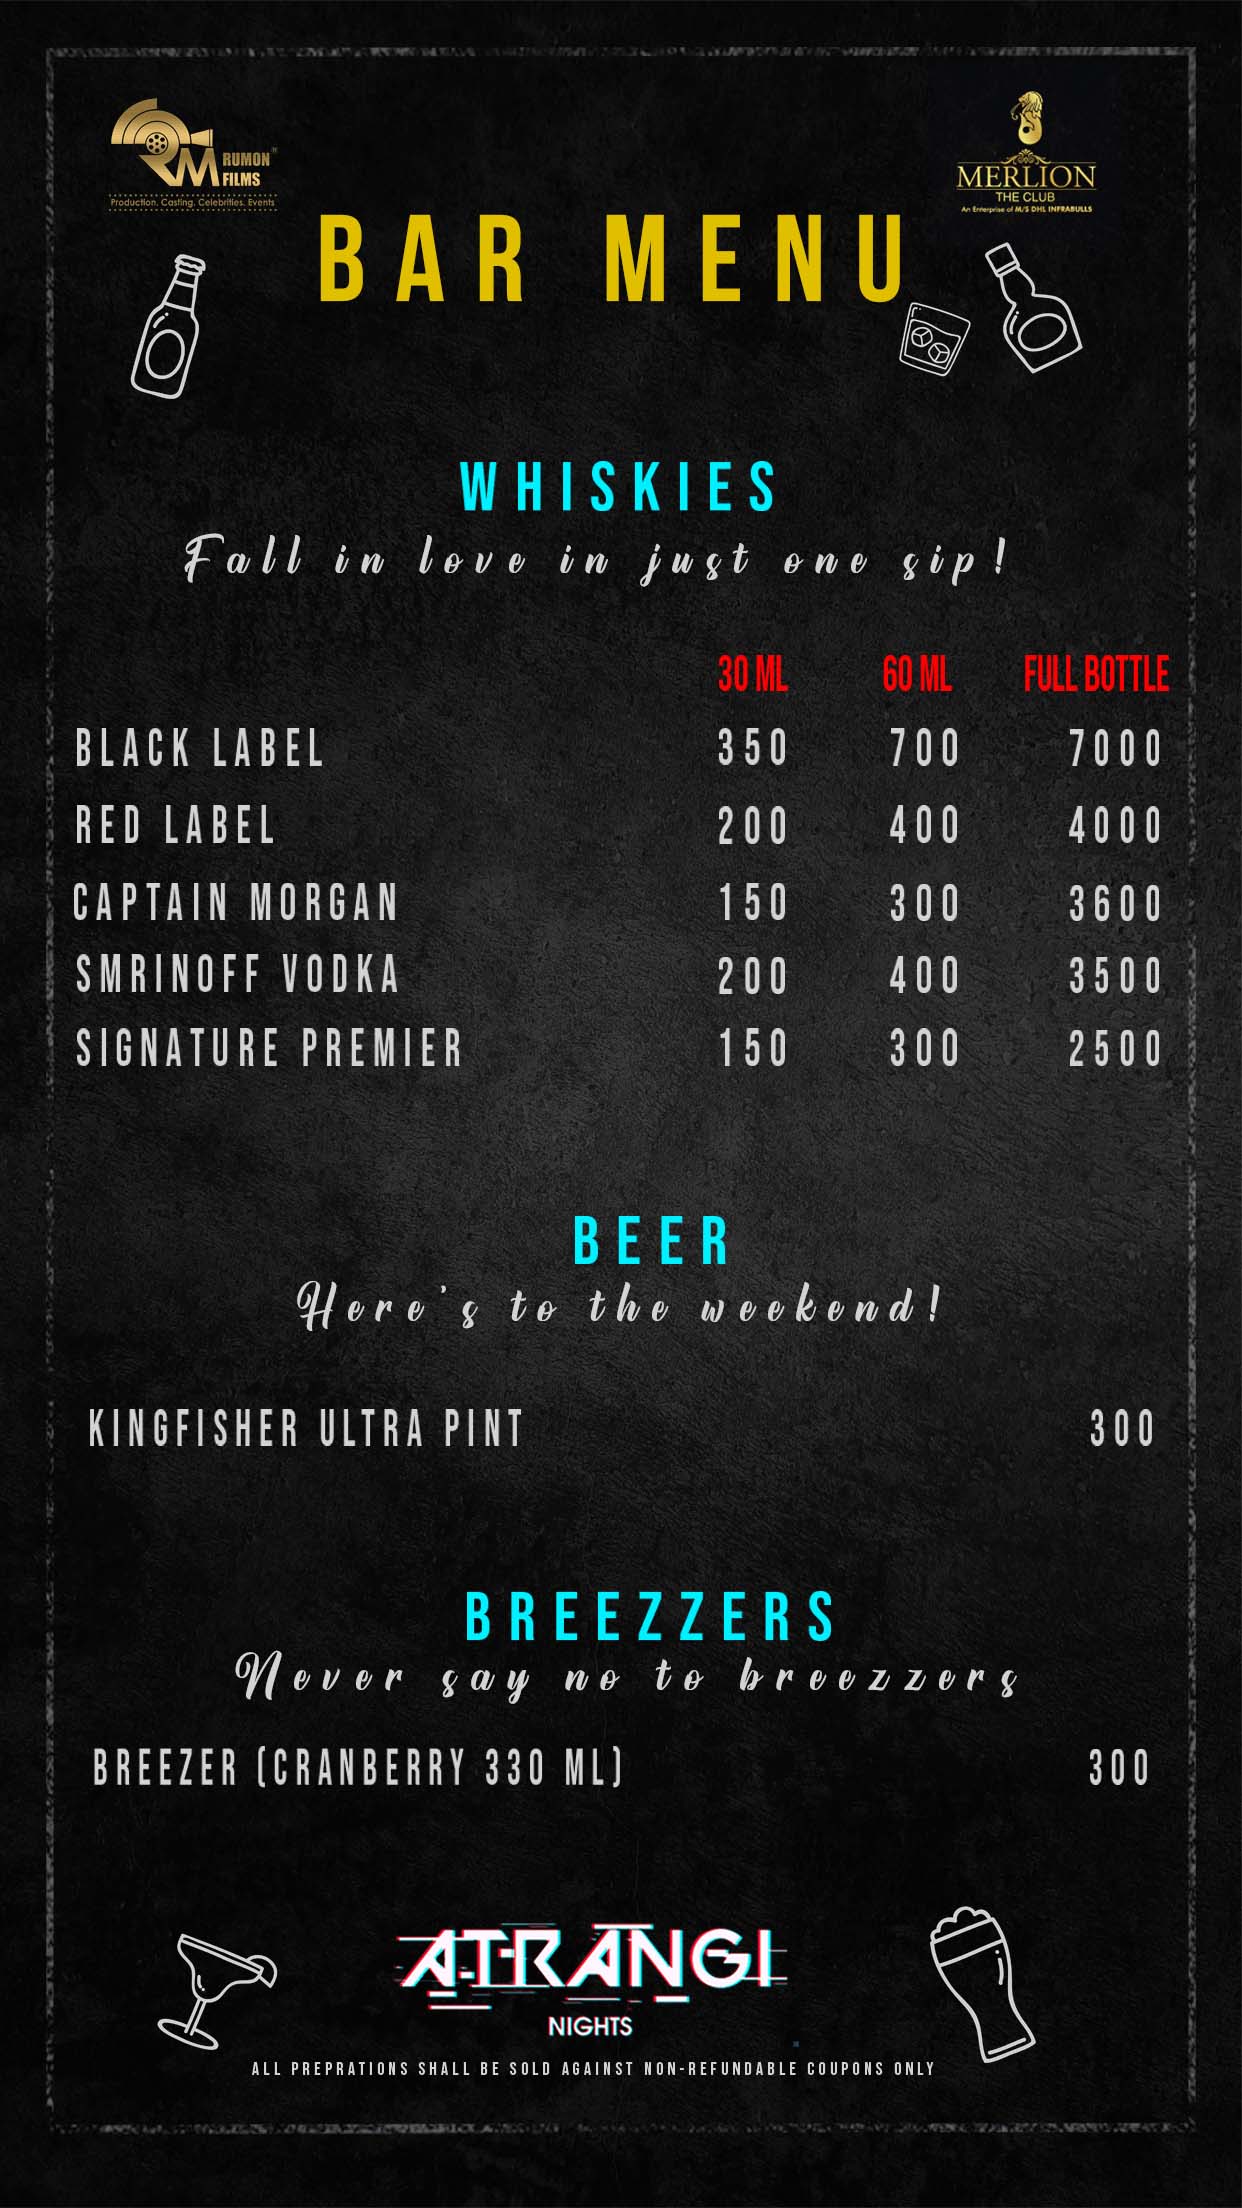 RUMON
FILMS
Production. Casting. Celebrities. Events
MERLION
THE CLUB
An Enterprise of M/S DHL INFRABULLS
BAR MENU
WHISKIES
Fall in love in just one sip!
30 ML 60 ML FULL BOTTLE
BLACK LABEL 350 700 7000
RED LABEL 200 400 4000
CAPTAIN MORGAN 150 300 3600
SMRINOFF VODKA 200 400 3500
SIGNATURE PREMIER 150 300 2500
BEER
Here's to the weekend!
KINGFISHER ULTRA PINT 300
BREEZZERS
Never say no to breezzers
BREEZER (CRANBERRY 330 ML) 300
ATRANGI
NIGHTS
ALL PREPRATIONS SHALL BE SOLD AGAINST NON-REFUNDABLE COUPONS ONLY